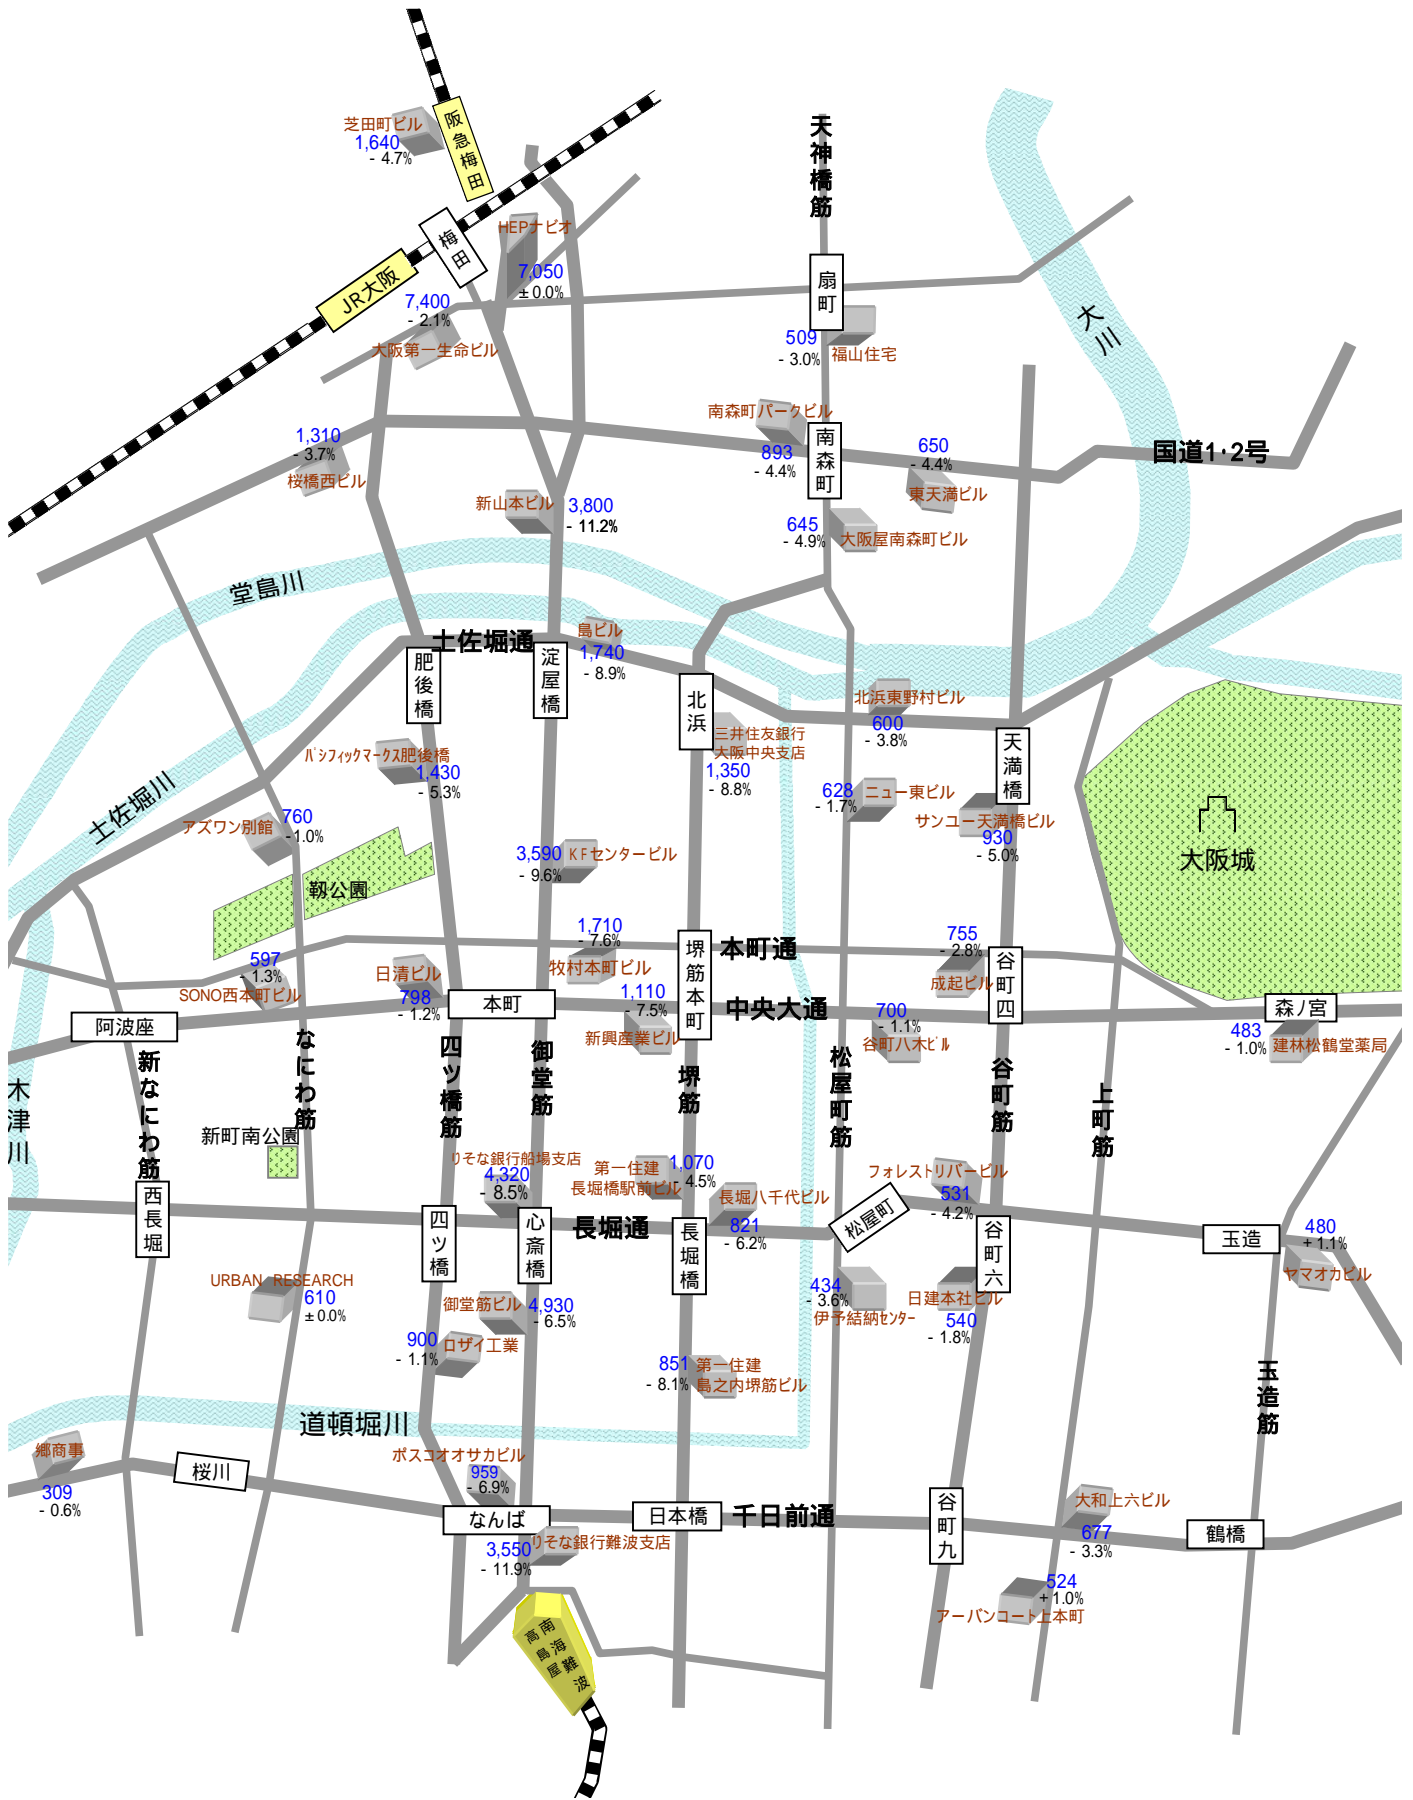 天神橋筋
阪急梅田
芝田町ビル
1,640
- 4.7%
梅田
HEPナビオ
7,050
±0.0%
JR大阪
7,400
- 2.1%
大阪第一生命ビル
扇町
509
- 3.0%
福山住宅
大川
南森町パークビル
893
- 4.4%
南森町
650
- 4.4%
東天満ビル
国道1・2号
1,310
- 3.7%
桜橋西ビル
新山本ビル
3,800
- 11.2%
645
- 4.9%
大阪屋南森町ビル
堂島川
土佐堀通
島ビル
1,740
- 8.9%
肥後橋
淀屋橋
北浜
北浜東野村ビル
600
- 3.8%
三井住友銀行
大阪中央支店
1,350
- 8.8%
天満橋
パシフィックマークス肥後橋
1,430
- 5.3%
628
- 1.7%
ニュー東ビル
サンユー天満橋ビル
930
- 5.0%
土佐堀川
アズワン別館
760
- 1.0%
3,590
- 9.6%
KFセンタービル
大阪城
靱公園
1,710
- 7.6%
牧村本町ビル
堺筋本町
本町通
755
- 2.8%
成起ビル
谷町四
597
- 1.3%
SONO西本町ビル
日清ビル
798
- 1.2%
本町
1,110
- 7.5%
新興産業ビル
中央大通
700
- 1.1%
谷町八木ビル
森ノ宮
483
- 1.0%
建林松鶴堂薬局
阿波座
新なにわ筋
なにわ筋
四ツ橋筋
御堂筋
堺筋
松屋町筋
谷町筋
上町筋
木津川
新町南公園
りそな銀行船場支店
4,320
- 8.5%
第一住建
長堀橋駅前ビル
1,070
- 4.5%
長堀八千代ビル
821
- 6.2%
フォレストリバービル
531
- 4.2%
西長堀
四ツ橋
心斎橋
長堀通
長堀橋
松屋町
谷町六
玉造
480
+ 1.1%
ヤマオカビル
URBAN RESEARCH
610
±0.0%
御堂筋ビル
4,930
- 6.5%
434
- 3.6%
伊予結納センター
日建本社ビル
540
- 1.8%
900
- 1.1%
ロザイ工業
851
- 8.1%
第一住建
島之内堺筋ビル
玉造筋
道頓堀川
郷商事
309
- 0.6%
桜川
ポスコオオサカビル
959
- 6.9%
なんば
日本橋
千日前通
谷町九
大和上六ビル
677
- 3.3%
鶴橋
3,550
- 11.9%
りそな銀行難波支店
524
+ 1.0%
アーバンコート上本町
南海難波
高島屋